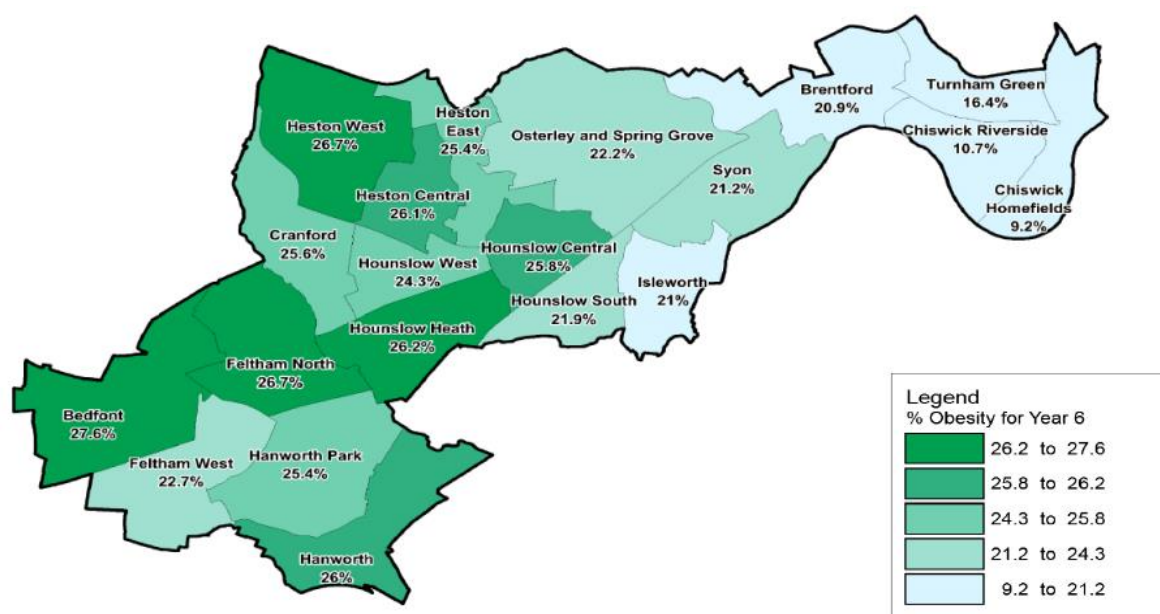 Brentford
20.9%
Turnham Green
16.4%
Heston West
26.7%
Heston
East
25.4%
Osterley and Spring Grove
22.2%
Chiswick Riverside
10.7%
Syon
21.2%
Heston Central
26.1%
Chiswick
Homefields
9.2%
Cranford
25.6%
Hounslow West
24.3%
Hounslow Central
25.8%
Isleworth
21%
Hounslow South
21.9%
Hounslow Heath
26.2%
Feltham North
26.7%
Bedfont
27.6%
Feltham West
22.7%
Hanworth Park
25.4%
Hanworth
26%
Legend
% Obesity for Year 6
26.2 to 27.6
25.8 to 26.2
24.3 to 25.8
21.2 to 24.3
9.2 to 21.2